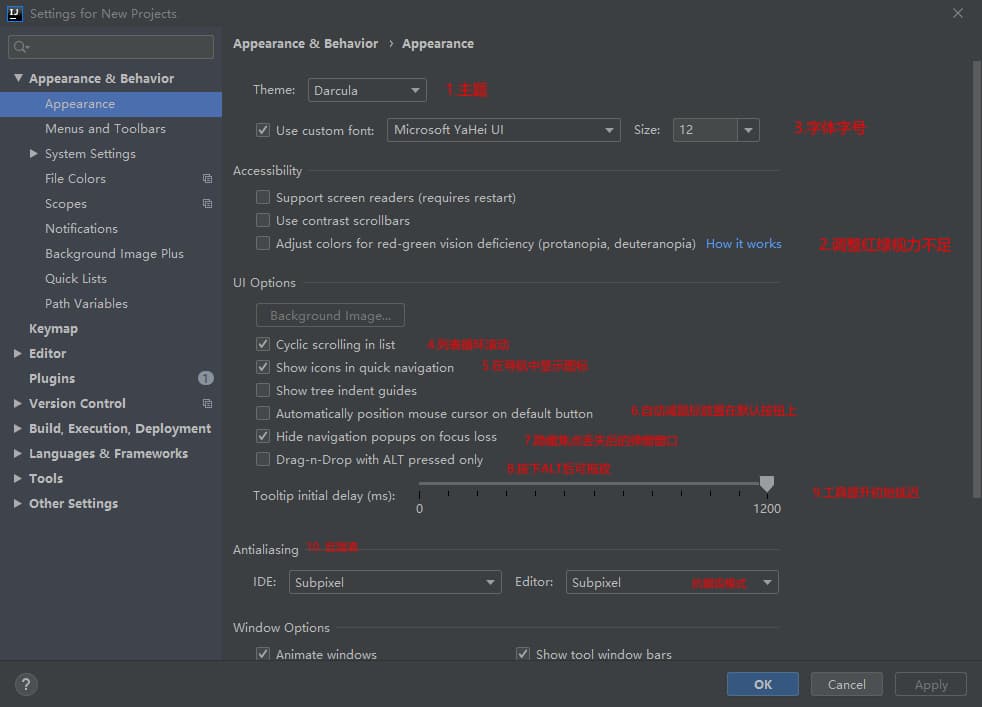 IJ Settings for New Projects
Appearance & Behavior
Appearance
Menus and Toolbars
System Settings
File Colors
Scopes
Notifications
Background Image Plus
Quick Lists
Path Variables
Keymap
Editor
Plugins 1
Version Control
Build, Execution, Deployment
Languages & Frameworks
Tools
Other Settings
?
Appearance & Behavior › Appearance
Theme: Darcula 1.主题
Use custom font: Microsoft YaHei UI Size: 12 3.字体字号
Accessibility
Support screen readers (requires restart)
Use contrast scrollbars
Adjust colors for red-green vision deficiency (protanopia, deuteranopia) How it works 2.调整红绿视力不足
UI Options
Background Image...
Cyclic scrolling in list 4.列表循环滚动
Show icons in quick navigation 5.在导航中显示图标
Show tree indent guides
Automatically position mouse cursor on default button 6.自动将鼠标放置在默认按钮上
Hide navigation popups on focus loss 7.隐藏焦点丢失后的弹出窗口
Drag-n-Drop with ALT pressed only 8.按下ALT后可拖放
Tooltip initial delay (ms): 9.工具提升初始延迟
0 1200
Antialiasing 10.
IDE: Subpixel Editor: Subpixel
Window Options
Animate windows Show tool window bars
OK Cancel Apply